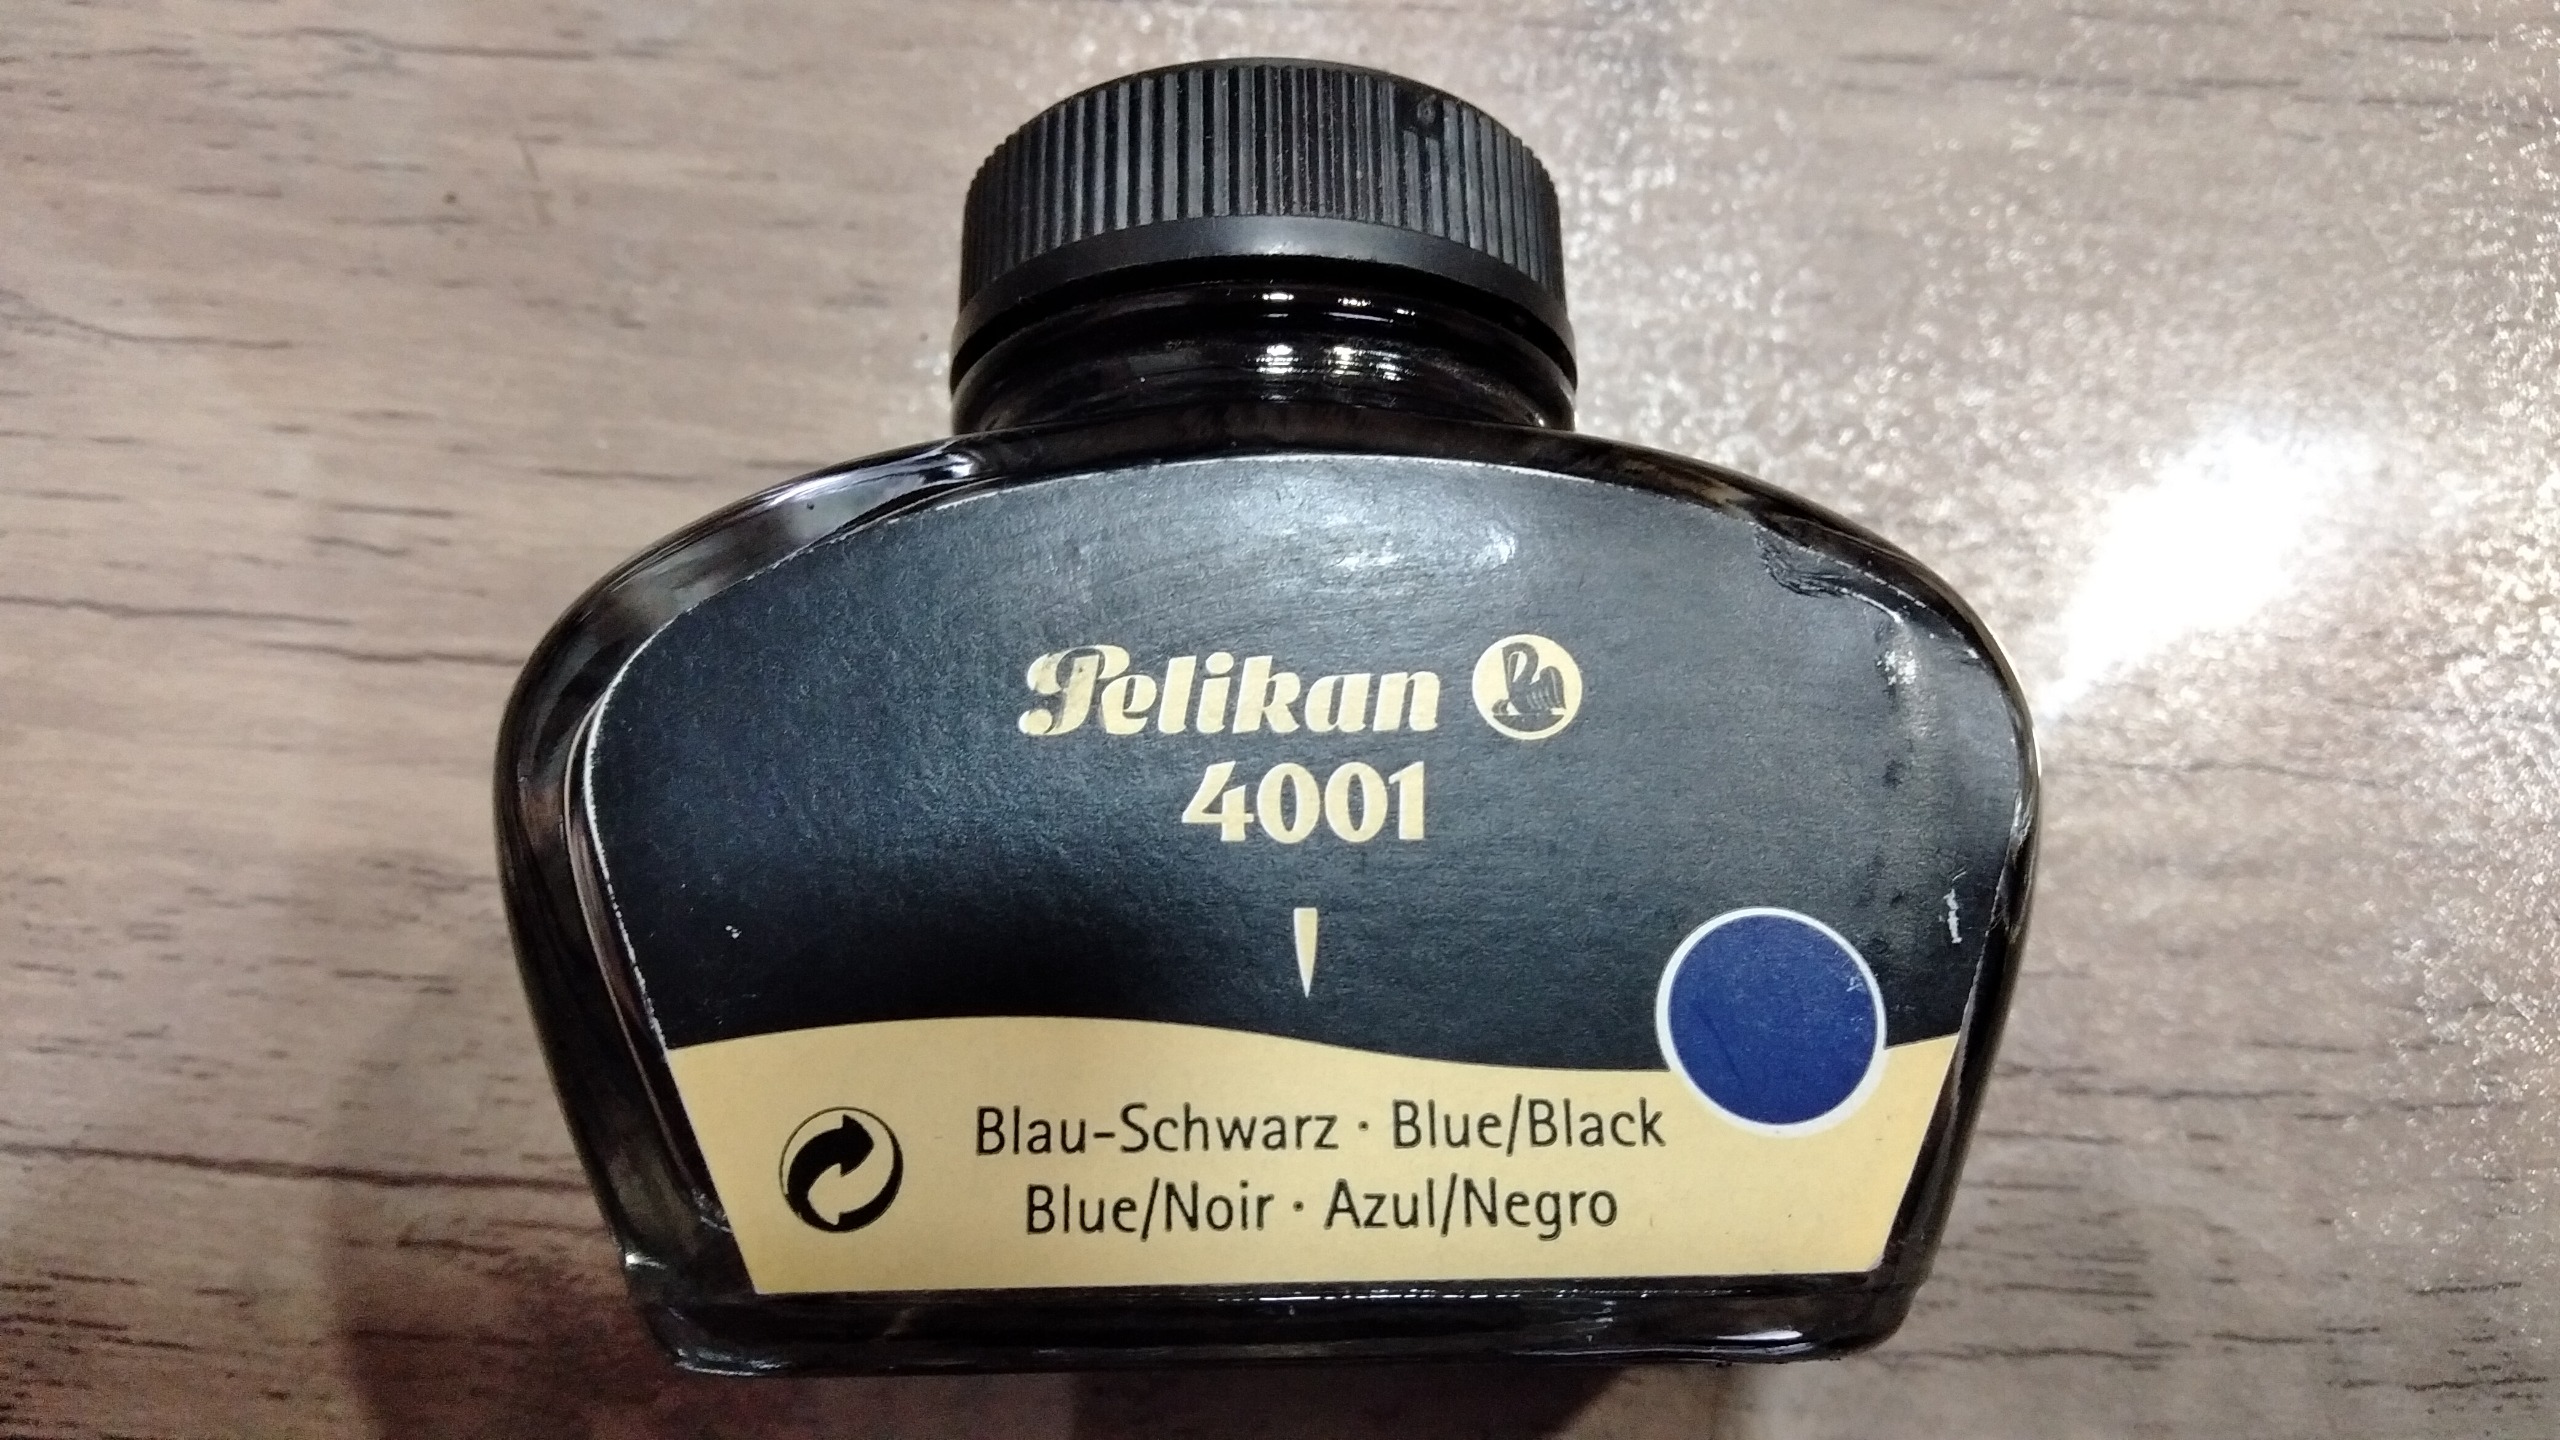 Pelikan
4001
Blau-Schwarz · Blue/Black
Blue/Noir · Azul/Negro